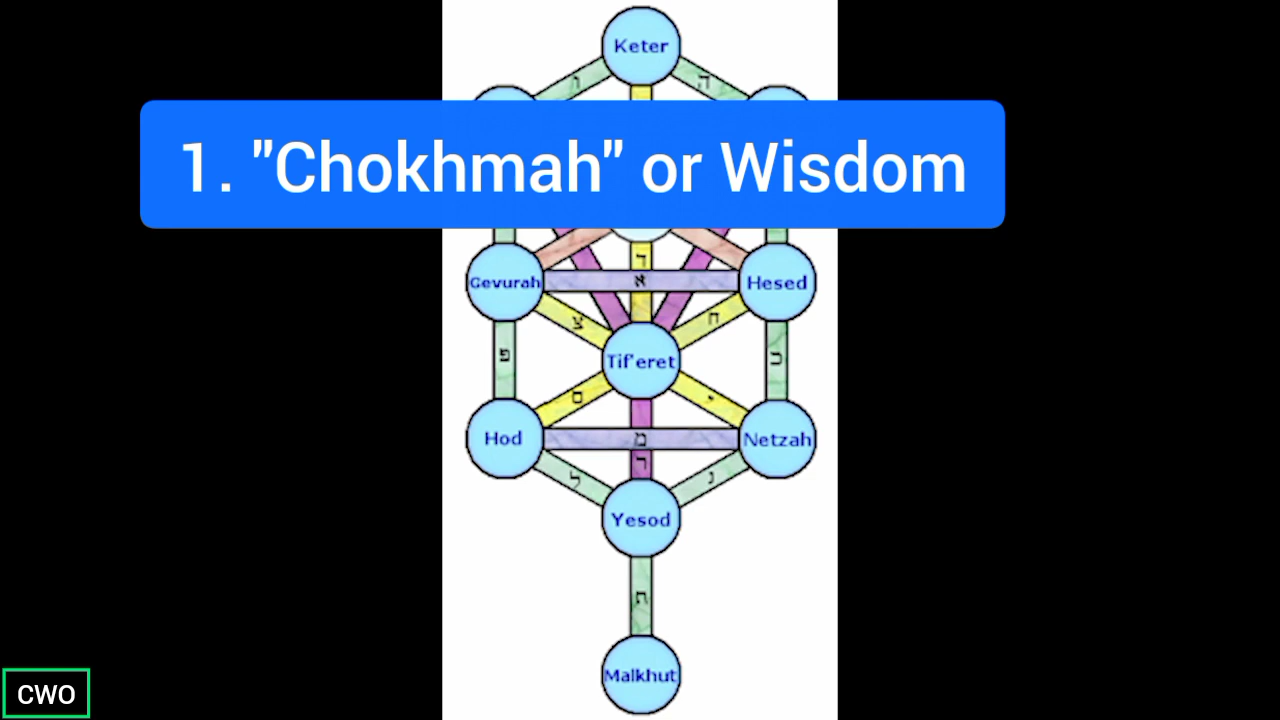 Keter
ו
ה
1. "Chokhmah" or Wisdom
ד
Gevurah
א
Hesed
צ
ח
פ
Tif'eret
ט
ס
י
Hod
מ
Netzah
ר
ל
נ
Yesod
ת
Malkhut
CWO